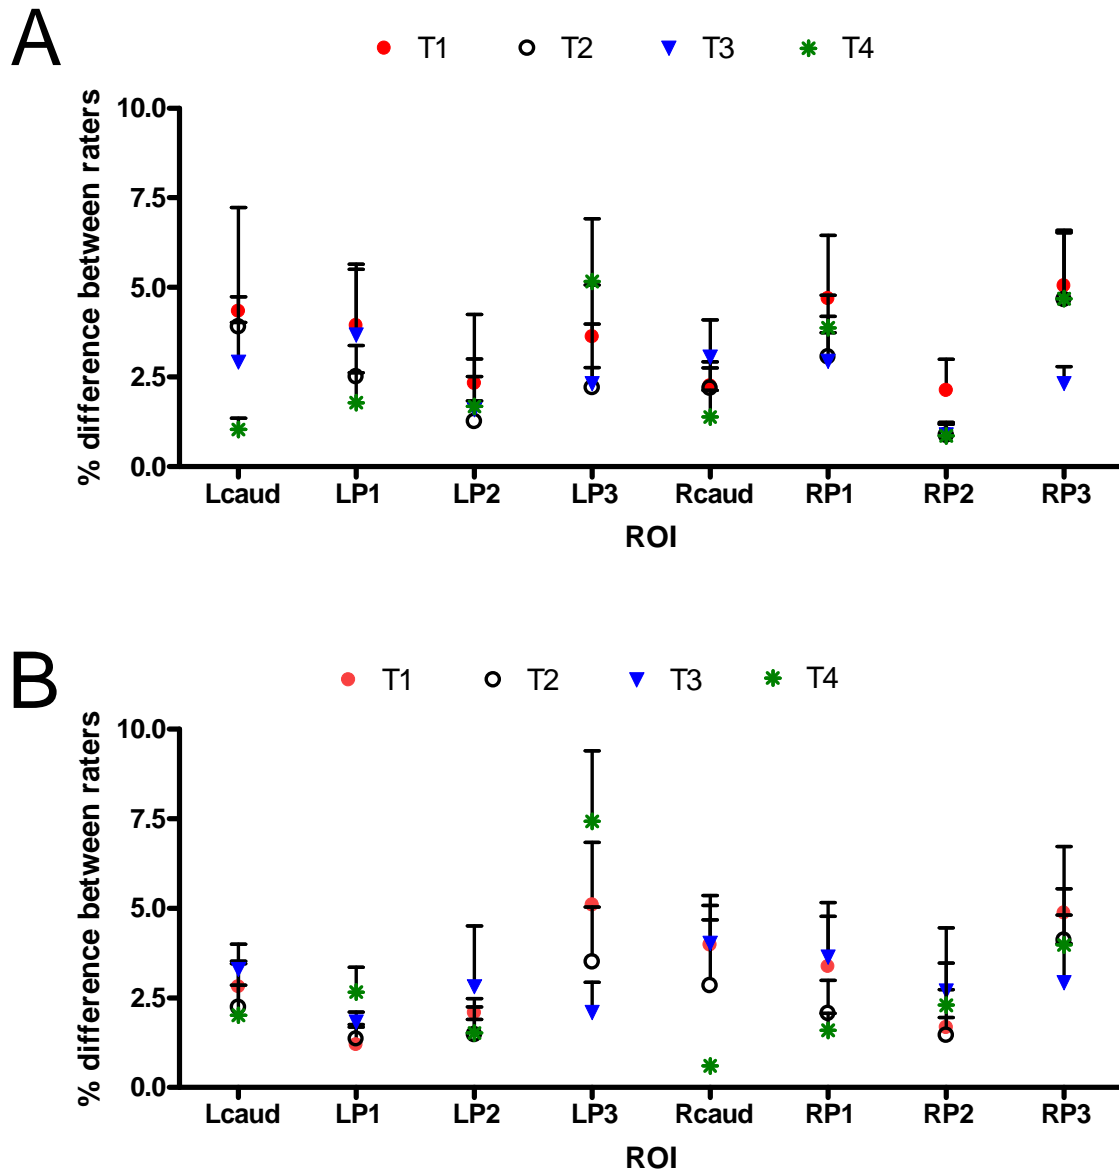 A
T1 T2 T3 T4
% difference between raters
10.0
7.5
5.0
2.5
0.0
Lcaud LP1 LP2 LP3 Rcaud RP1 RP2 RP3
ROI
B
T1 T2 T3 T4
% difference between raters
10.0
7.5
5.0
2.5
0.0
Lcaud LP1 LP2 LP3 Rcaud RP1 RP2 RP3
ROI